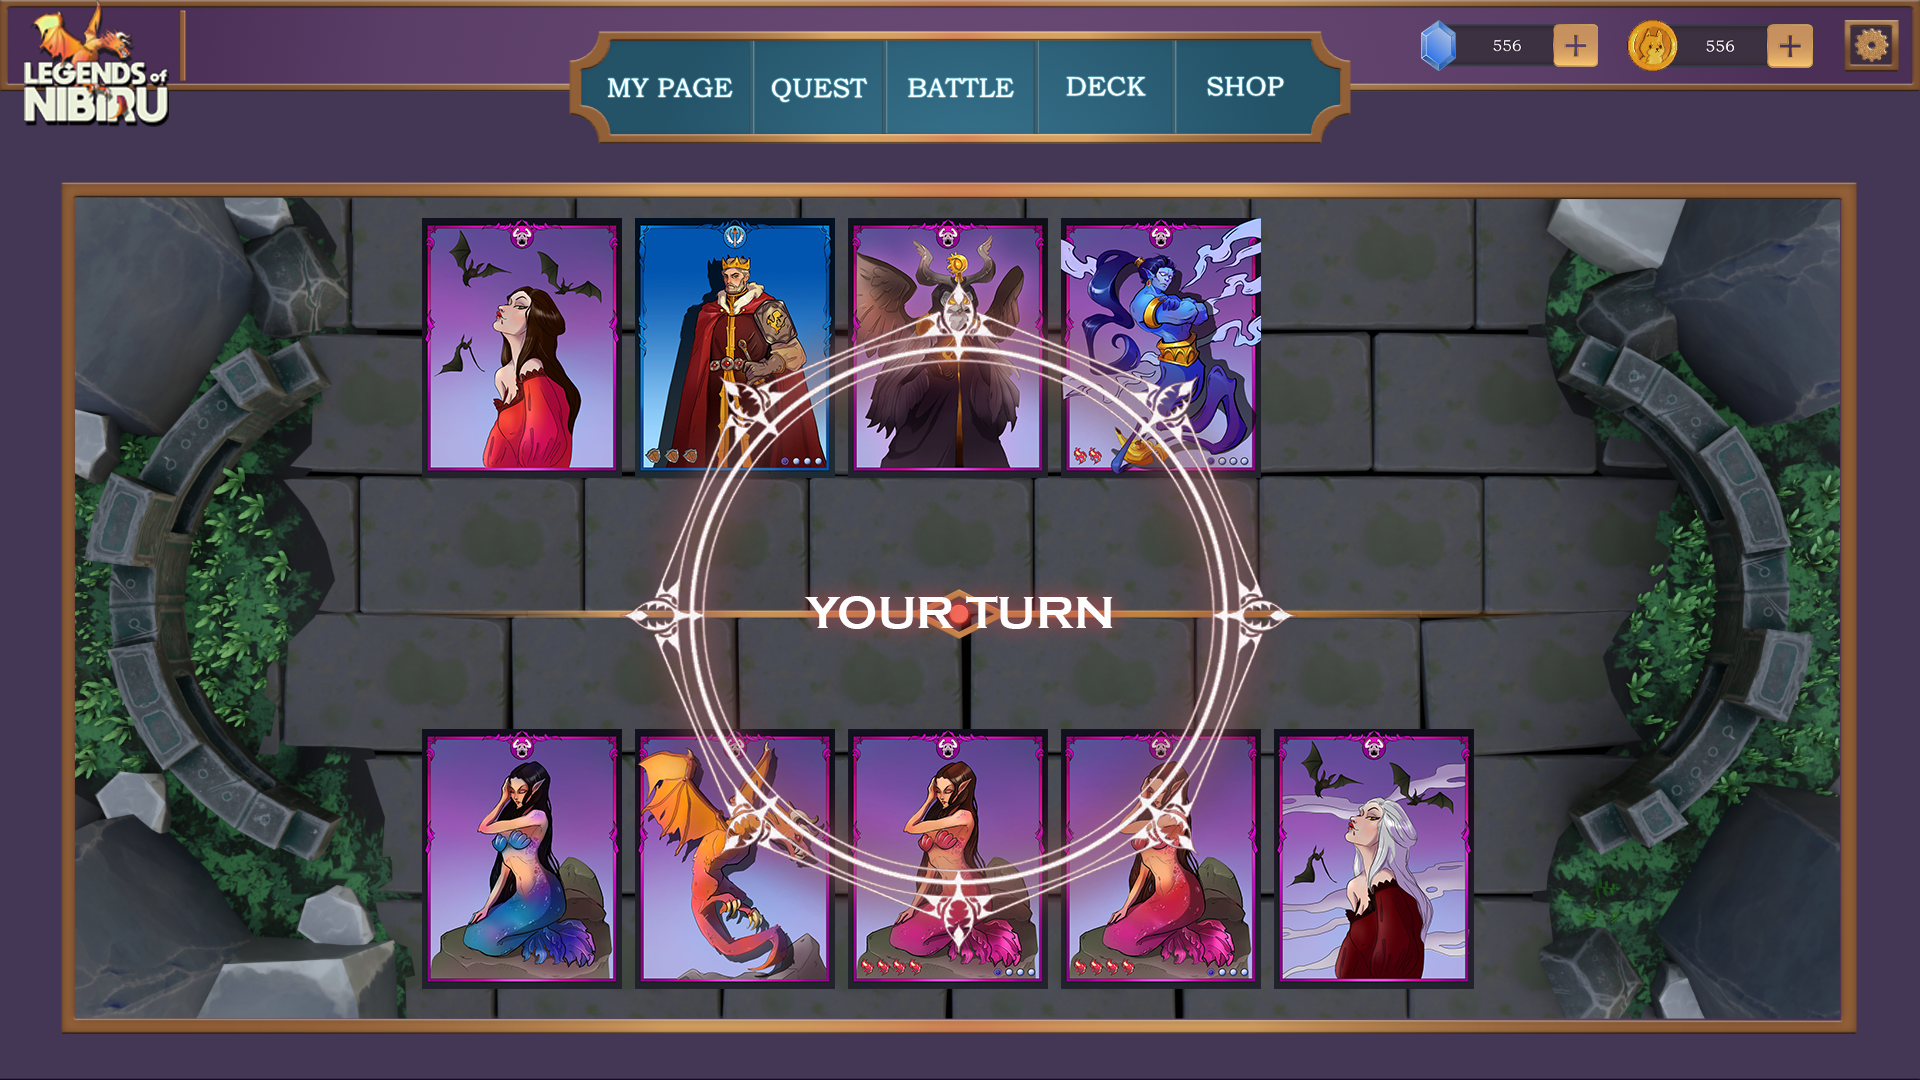 LEGENDS of
NIBIRU
MY PAGE
QUEST
BATTLE
DECK
SHOP
556
556
YOUR TURN